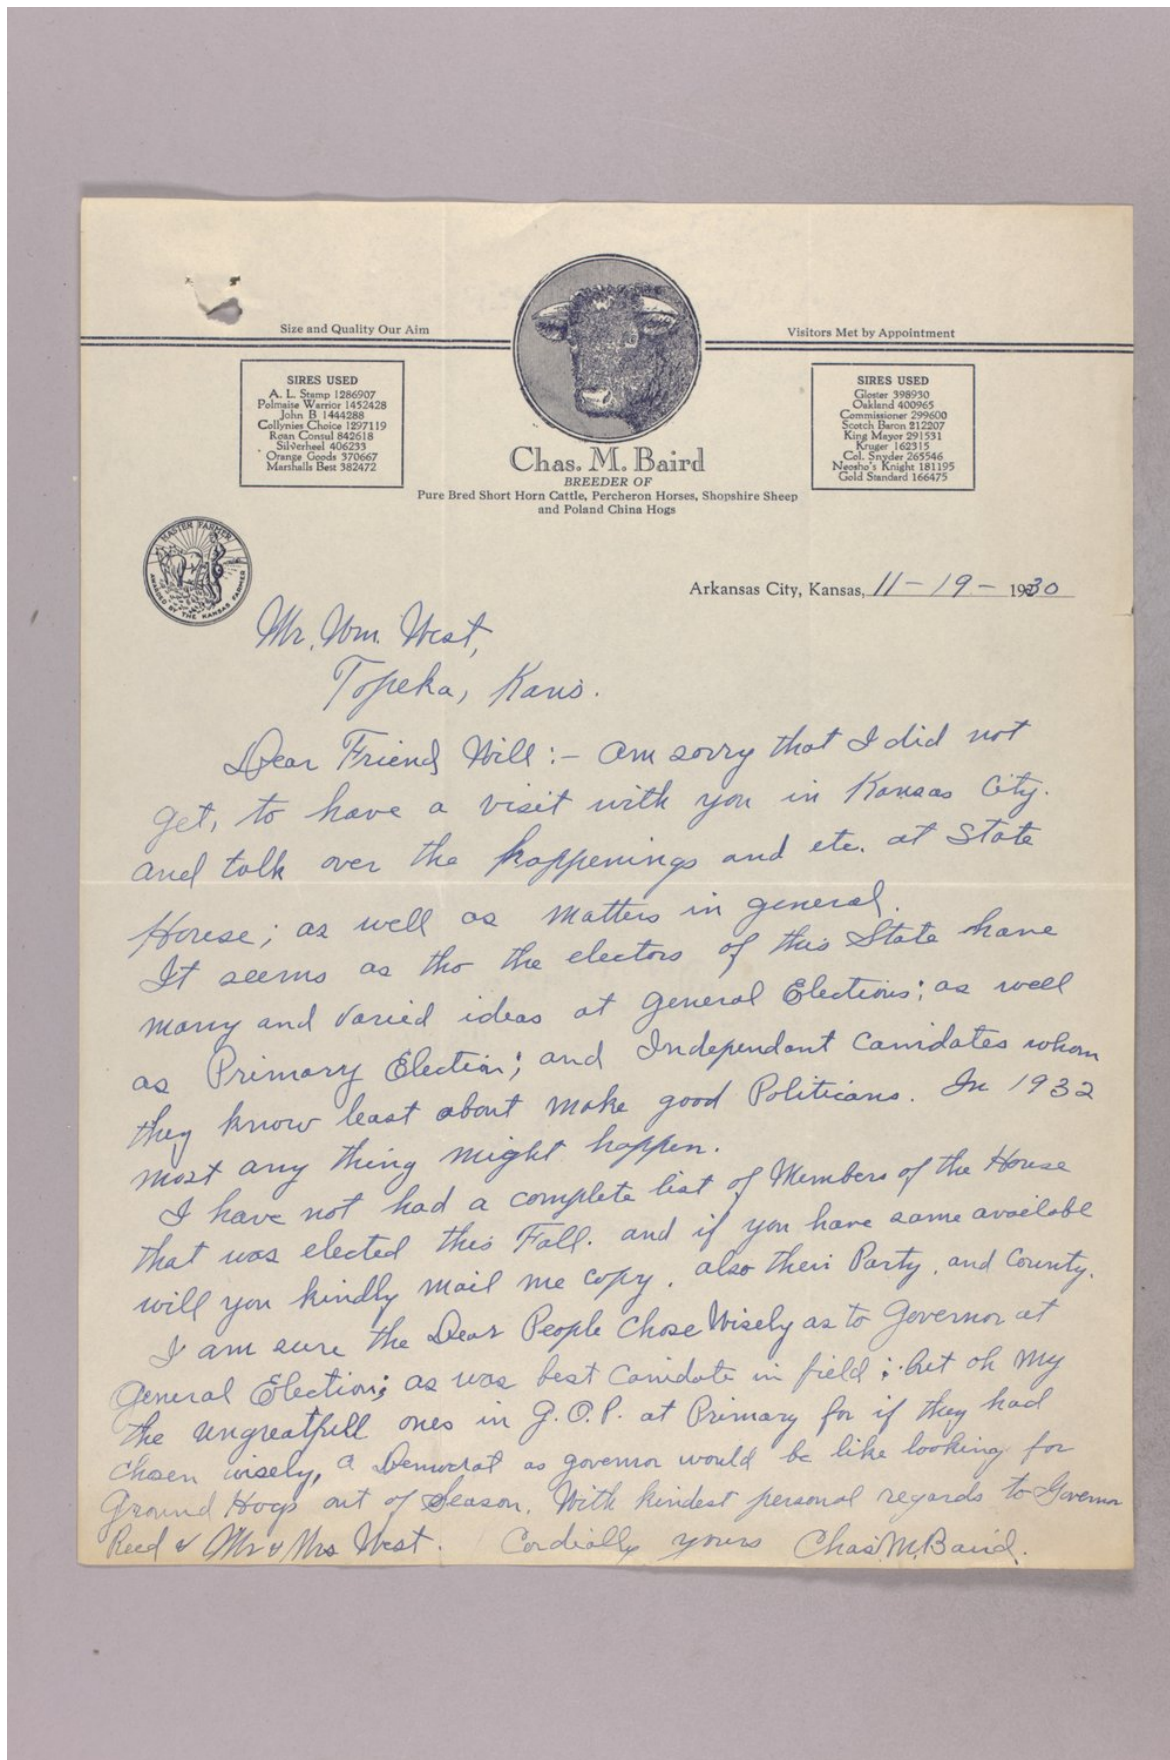 Size and Quality Our Aim
Visitors Met by Appointment
SIRES USED
A. L. Stamp 1286907
Polmaise Warrior 1452428
John B 1444288
Collynies Choice 1297119
Roan Consul 842618
Silverheel 406233
Orange Goods 370667
Marshalls Best 382472
SIRES USED
Gloster 398930
Oakland 400965
Commissioner 299600
Scotch Baron 212207
King Mayor 291531
Kruger 162315
Col. Snyder 265546
Neosho's Knight 181195
Gold Standard 166475
Chas. M. Baird
BREEDER OF
Pure Bred Short Horn Cattle, Percheron Horses, Shopshire Sheep
and Poland China Hogs
MASTER FARMER
AWARDED BY THE KANSAS FARMER
Arkansas City, Kansas, 11-19-1930
Mr. Wm. West,
Topeka, Kans.
Dear Friend Will:- am sorry that I did not
get, to have a visit with you in Kansas City.
and talk over the happenings and etc. at State
House; as well as matters in general.
It seems as tho the electors of this State have
many and varied ideas at general Elections; as well
as Primary Election; and Independant Canidates whom
they know least about make good Politicians. In 1932
most any thing might happen.
I have not had a complete list of Members of the House
that was elected this Fall. and if you have same availabl
will you kindly mail me copy. also their Party, and County.
I am sure the Dear People Chose Wisely as to Governor at
General Election; as was best Canidate in field; but oh my
the ungreatfull ones in G.O.P. at Primary for if they had
chosen wisely, a Democrat as governor would be like looking for
Ground Hogs out of Season. With kindest personal regards to Governor
Reed & Mr & Mrs West. Cordially yours Chas. M. Baird.